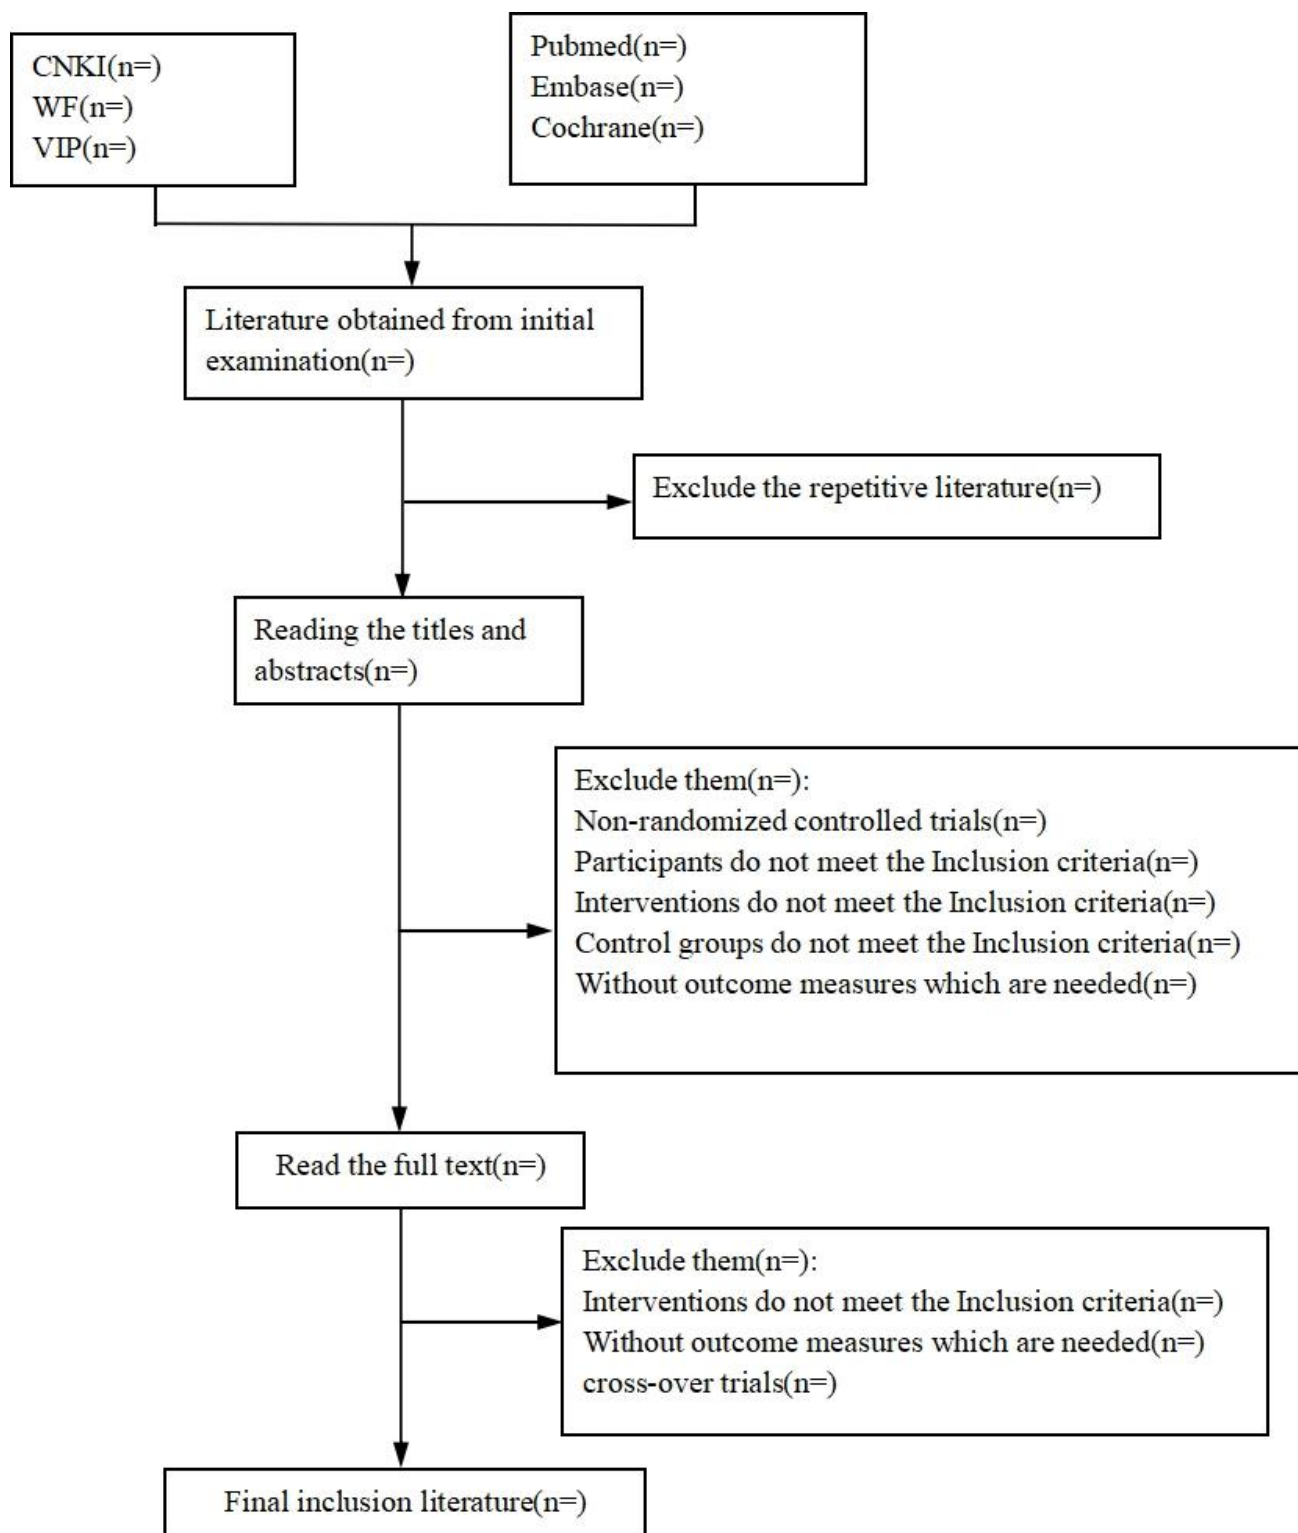 CNKI(n=)
WF(n=)
VIP(n=)
Pubmed(n=)
Embase(n=)
Cochrane(n=)
Literature obtained from initial
examination(n=)
Exclude the repetitive literature(n=)
Reading the titles and
abstracts(n=)
Exclude them(n=):
Non-randomized controlled trials(n=)
Participants do not meet the Inclusion criteria(n=)
Interventions do not meet the Inclusion criteria(n=)
Control groups do not meet the Inclusion criteria(n=)
Without outcome measures which are needed(n=)
Read the full text(n=)
Exclude them(n=):
Interventions do not meet the Inclusion criteria(n=)
Without outcome measures which are needed(n=)
cross-over trials(n=)
Final inclusion literature(n=)